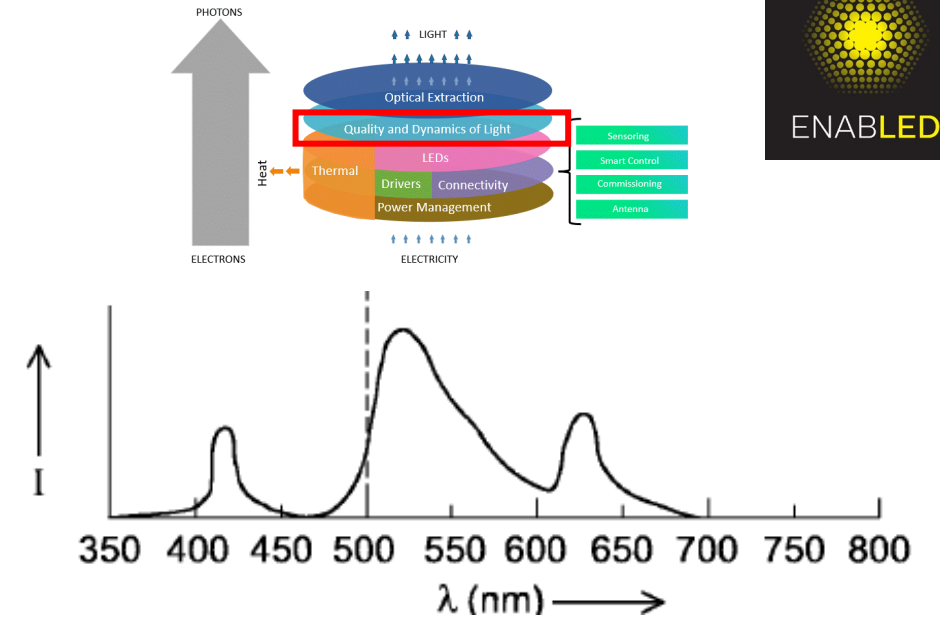 PHOTONS
LIGHT
Optical Extraction
Quality and Dynamics of Light
LEDs
Thermal
Heat
Drivers
Connectivity
Power Management
Sensoring
Smart Control
Commissioning
Antenna
ELECTRONS
ELECTRICITY
ENABLED
I
350 400 450 500 550 600 650 700 750 800
λ (nm)